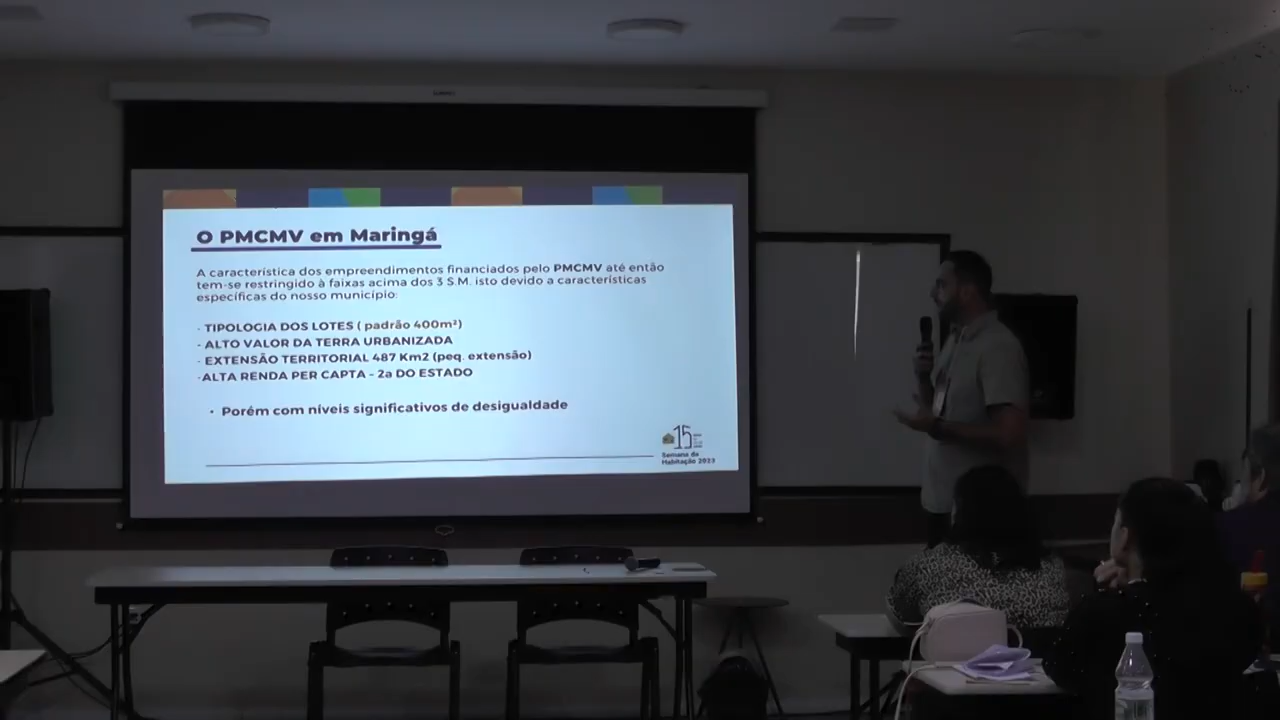 O PMCMV em Maringá
A característica dos empreendimentos financiados pelo PMCMV até então
tem-se restringido à faixas acima dos 3 S.M. isto devido a características
específicas do nosso município:
- TIPOLOGIA DOS LOTES ( padrão 400m²)
- ALTO VALOR DA TERRA URBANIZADA
- EXTENSÃO TERRITORIAL 487 Km2 (peq. extensão)
-ALTA RENDA PER CAPTA - 2a DO ESTADO
• Porém com níveis significativos de desigualdade
15
Semana da
Habitação 2023